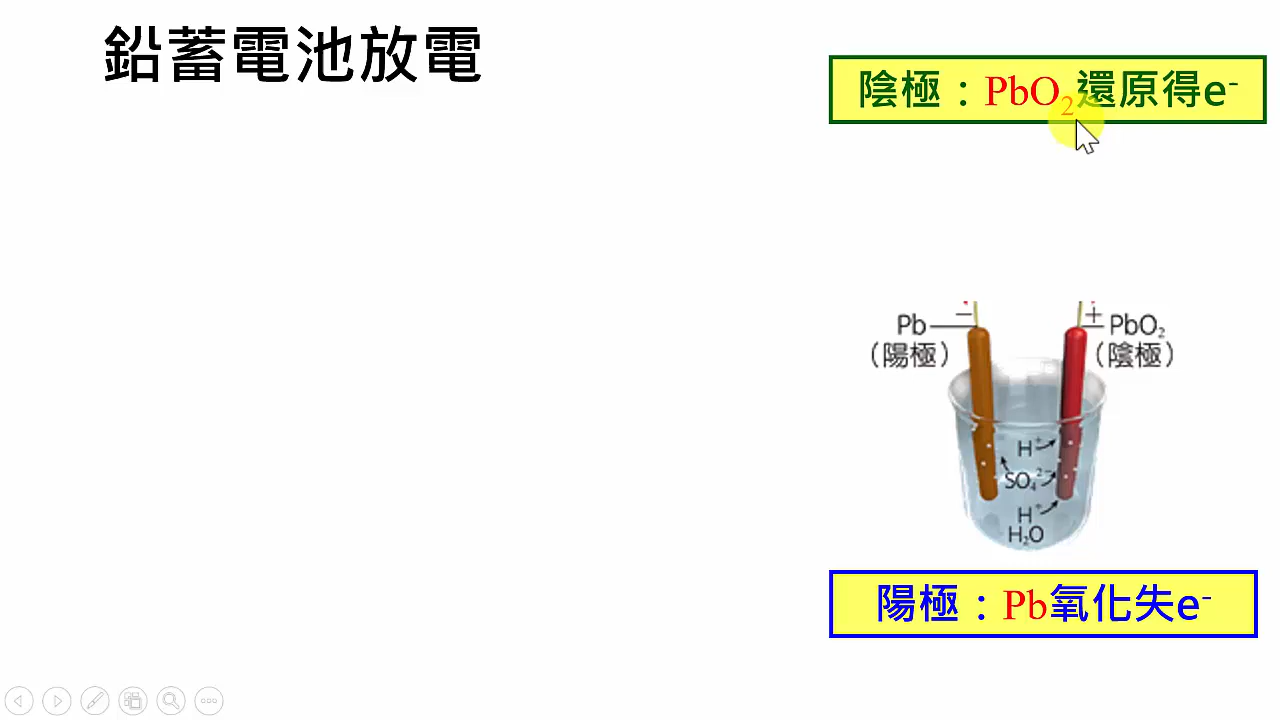 鉛蓄電池放電
陰極：PbO₂還原得e⁻
－ ＋
Pb PbO₂
（陽極） （陰極）
H⁺
SO₄²⁻
H⁺
H₂O
陽極：Pb氧化失e⁻